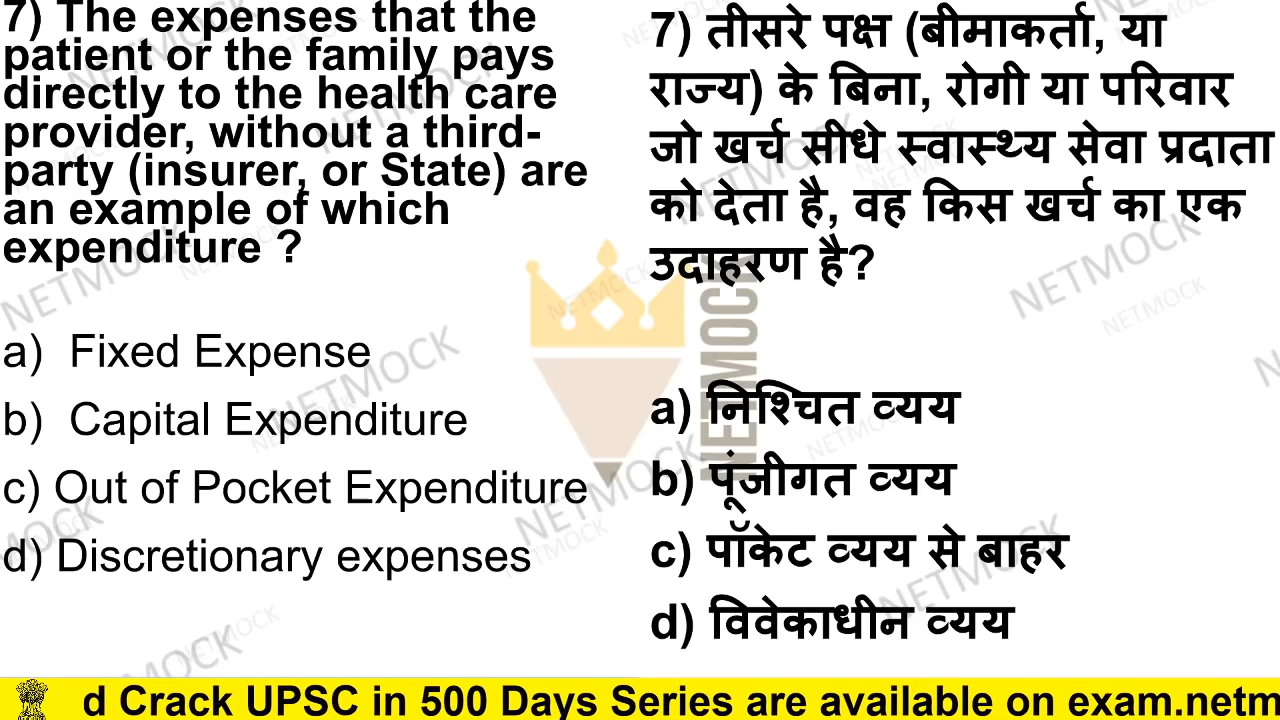 7) The expenses that the
patient or the family pays
directly to the health care
provider, without a third-
party (insurer, or State) are
an example of which
expenditure ?
a) Fixed Expense
b) Capital Expenditure
c) Out of Pocket Expenditure
d) Discretionary expenses
7) तीसरे पक्ष (बीमाकर्ता, या
राज्य) के बिना, रोगी या परिवार
जो खर्च सीधे स्वास्थ्य सेवा प्रदाता
को देता है, वह किस खर्च का एक
उदाहरण है?
a) निश्चित व्यय
b) पूंजीगत व्यय
c) पॉकेट व्यय से बाहर
d) विवेकाधीन व्यय
NETMOCK
d Crack UPSC in 500 Days Series are available on exam.netm